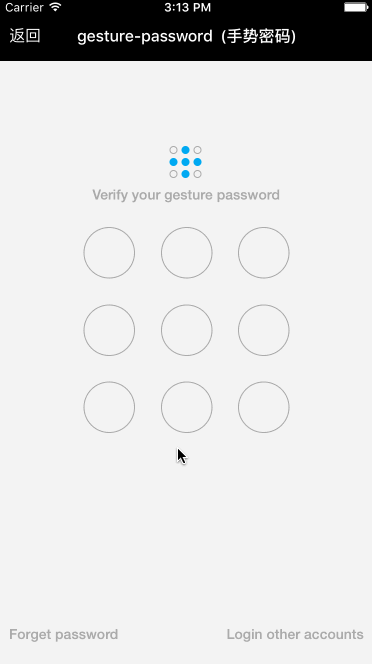 Carrier 3:13 PM
返回 gesture-password (手势密码)
Verify your gesture password
Forget password Login other accounts